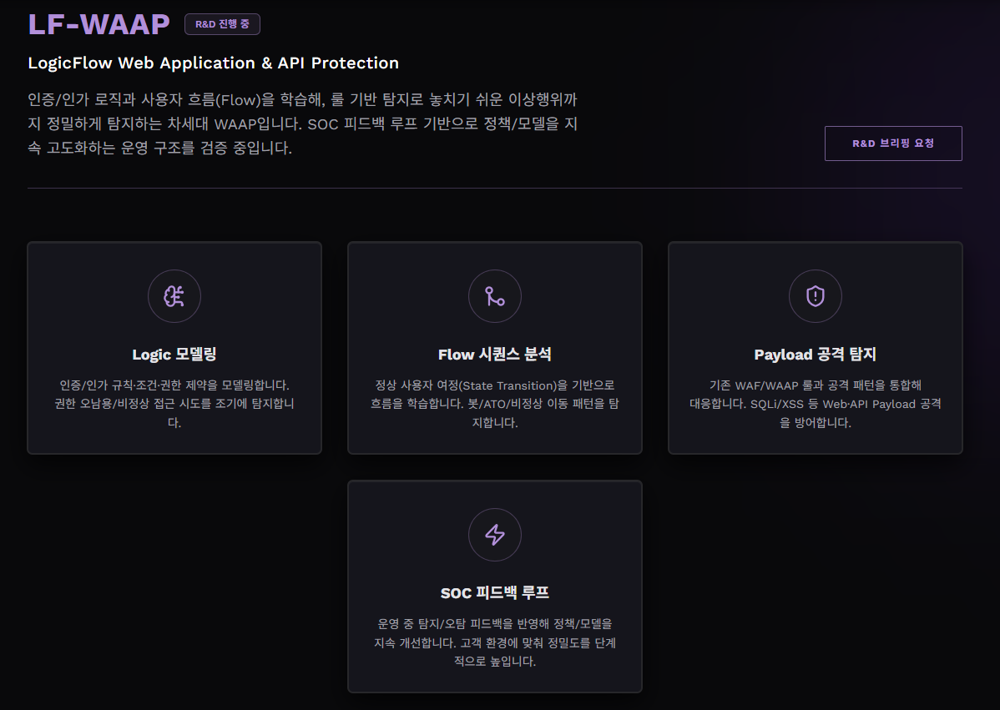 LF-WAAP
R&D 진행 중
LogicFlow Web Application & API Protection
인증/인가 로직과 사용자 흐름(Flow)을 학습해, 룰 기반 탐지로 놓치기 쉬운 이상행위까
지 정밀하게 탐지하는 차세대 WAAP입니다. SOC 피드백 루프 기반으로 정책/모델을 지
속 고도화하는 운영 구조를 검증 중입니다.
R&D 브리핑 요청
Logic 모델링
인증/인가 규칙·조건·권한 제약을 모델링합니다.
권한 오남용/비정상 접근 시도를 조기에 탐지합니
다.
Flow 시퀀스 분석
정상 사용자 여정(State Transition)을 기반으로
흐름을 학습합니다. 봇/ATO/비정상 이동 패턴을 탐
지합니다.
Payload 공격 탐지
기존 WAF/WAAP 룰과 공격 패턴을 통합해
대응합니다. SQLi/XSS 등 Web·API Payload 공격
을 방어합니다.
SOC 피드백 루프
운영 중 탐지/오탐 피드백을 반영해 정책/모델을
지속 개선합니다. 고객 환경에 맞춰 정밀도를 단계
적으로 높입니다.